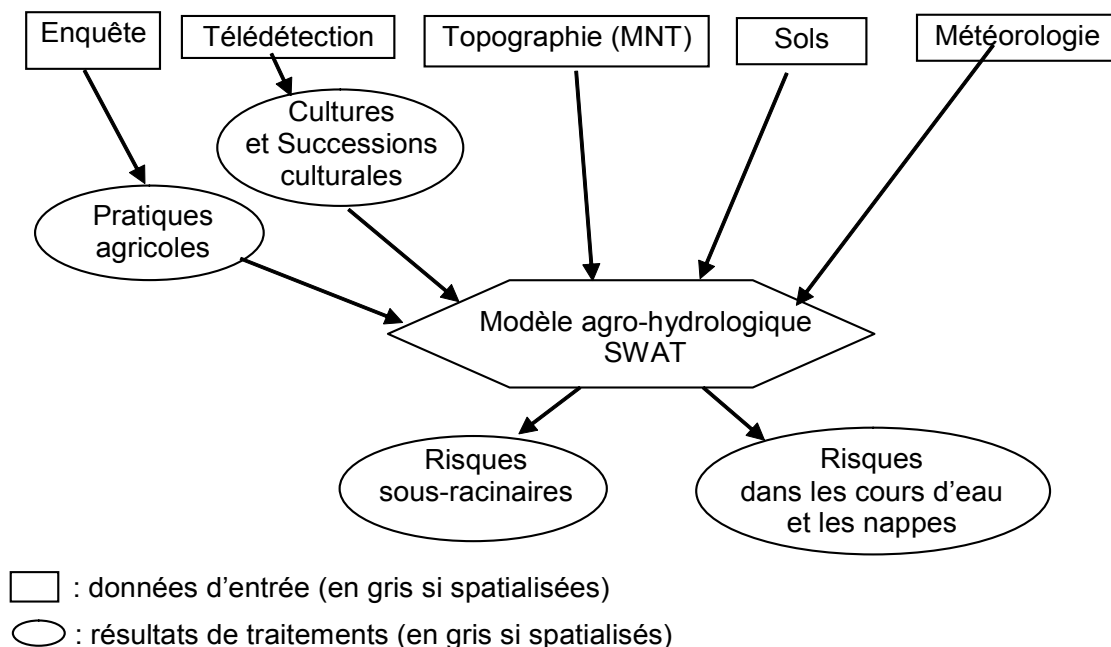 Enquête
Télédétection
Topographie (MNT)
Sols
Météorologie
Cultures
et Successions
culturales
Pratiques
agricoles
Modèle agro-hydrologique
SWAT
Risques
sous-racinaires
Risques
dans les cours d’eau
et les nappes
: données d’entrée (en gris si spatialisées)
: résultats de traitements (en gris si spatialisés)